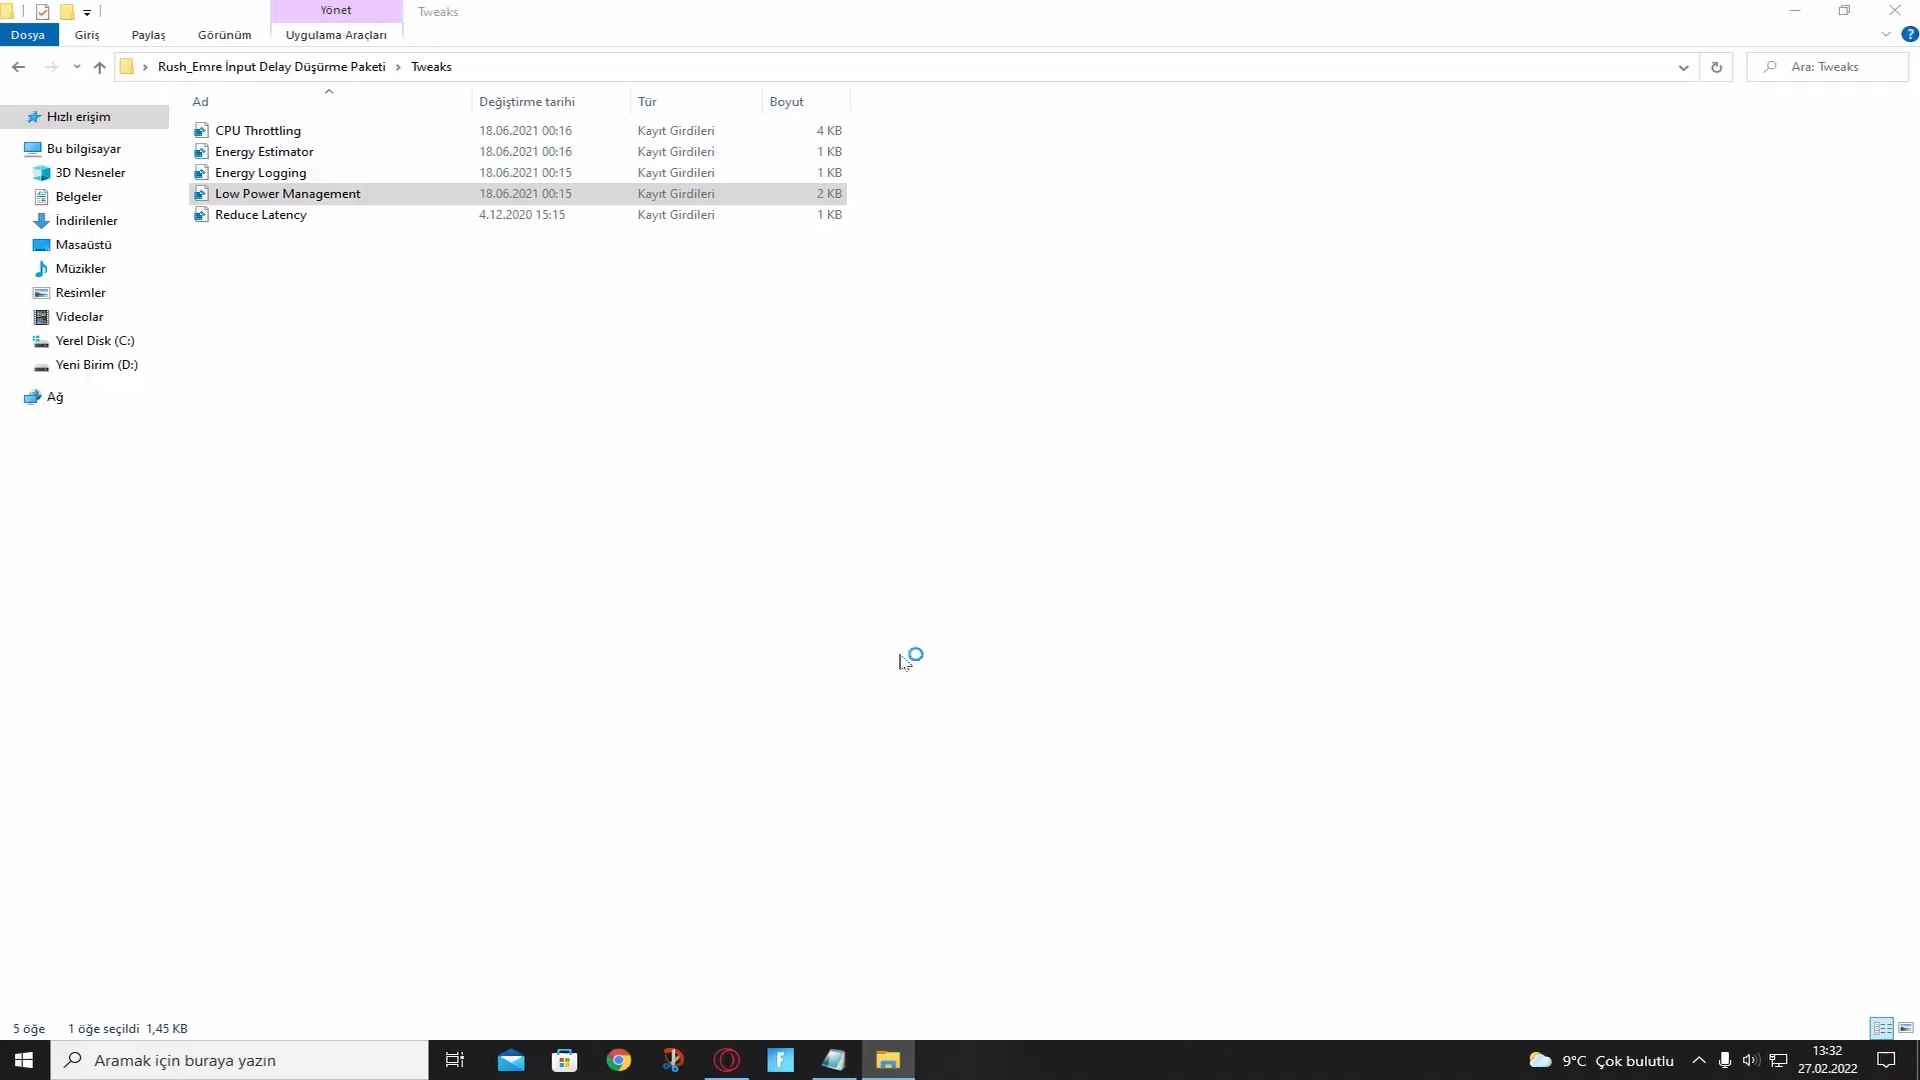 Yönet
Tweaks
Dosya
Giriş
Paylaş
Görünüm
Uygulama Araçları
?
Rush_Emre İnput Delay Düşürme Paketi
Tweaks
Ara: Tweaks
Ad
Değiştirme tarihi
Tür
Boyut
CPU Throttling 18.06.2021 00:16 Kayıt Girdileri 4 KB
Energy Estimator 18.06.2021 00:16 Kayıt Girdileri 1 KB
Energy Logging 18.06.2021 00:15 Kayıt Girdileri 1 KB
Low Power Management 18.06.2021 00:15 Kayıt Girdileri 2 KB
Reduce Latency 4.12.2020 15:15 Kayıt Girdileri 1 KB
Hızlı erişim
Bu bilgisayar
3D Nesneler
Belgeler
İndirilenler
Masaüstü
Müzikler
Resimler
Videolar
Yerel Disk (C:)
Yeni Birim (D:)
Ağ
5 öğe
1 öğe seçildi 1,45 KB
Aramak için buraya yazın
F
9°C Çok bulutlu
13:32
27.02.2022